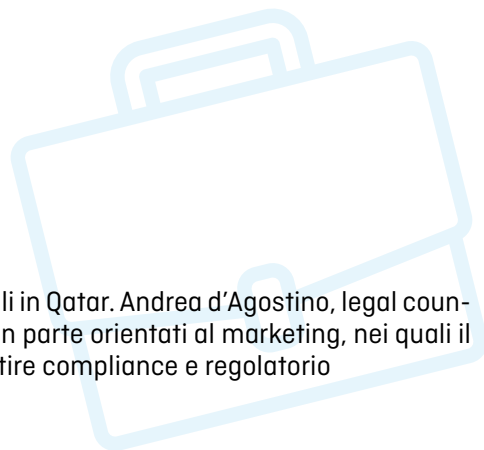 li in Qatar. Andrea d’Agostino, legal coun-
n parte orientati al marketing, nei quali il
tire compliance e regolatorio